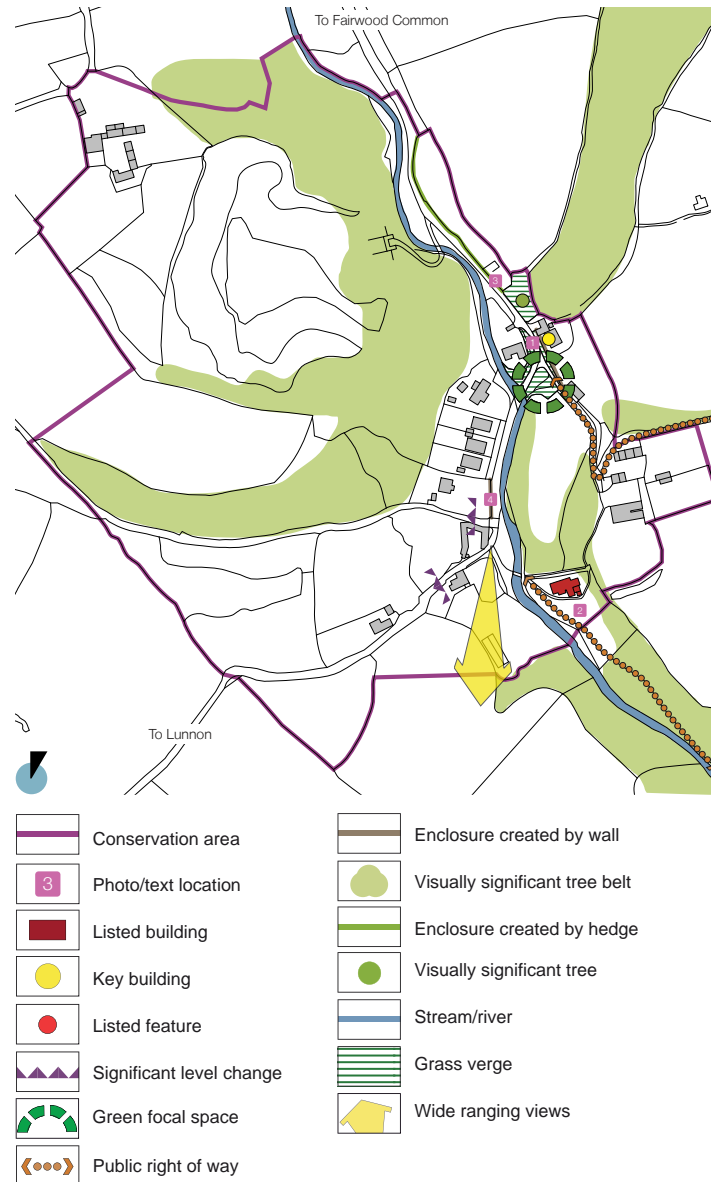 To Fairwood Common
3
1
4
2
To Lunnon
Conservation area
3 Photo/text location
Listed building
Key building
Listed feature
Significant level change
Green focal space
Public right of way
Enclosure created by wall
Visually significant tree belt
Enclosure created by hedge
Visually significant tree
Stream/river
Grass verge
Wide ranging views